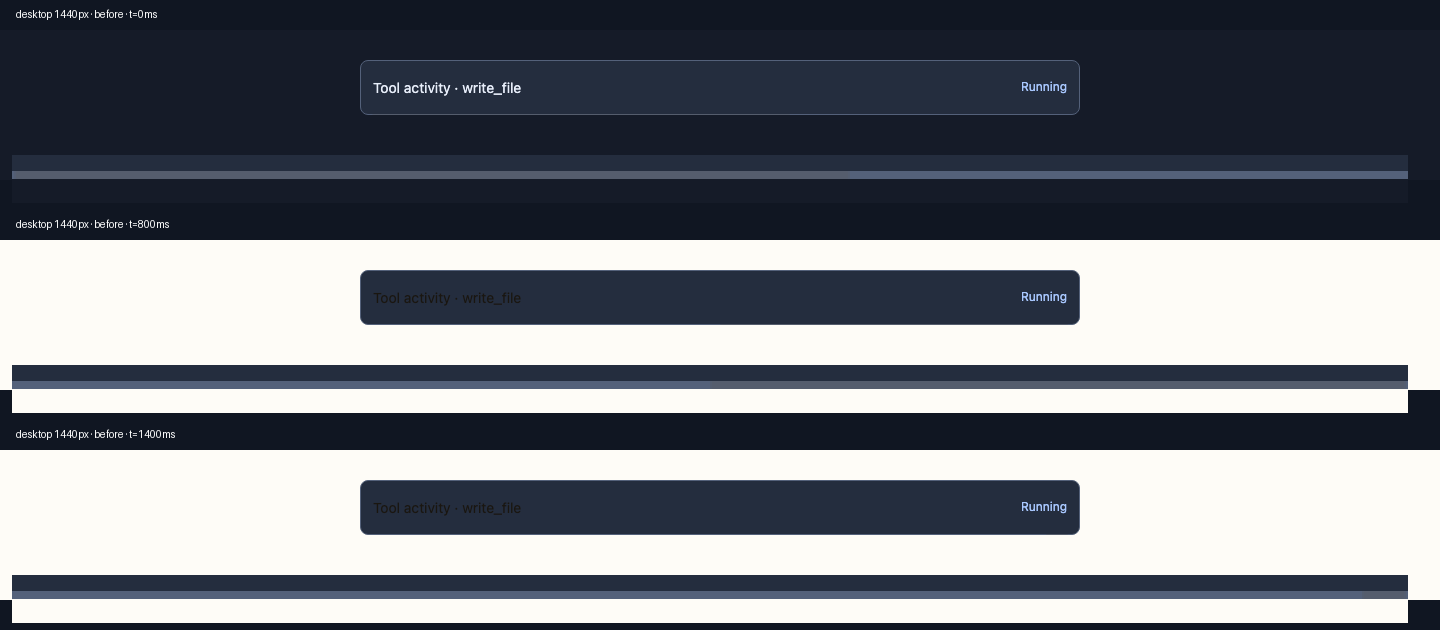 desktop 1440px · before · t=0ms
Tool activity · write_file
Running
desktop 1440px · before · t=800ms
Tool activity · write_file
Running
desktop 1440px · before · t=1400ms
Tool activity · write_file
Running